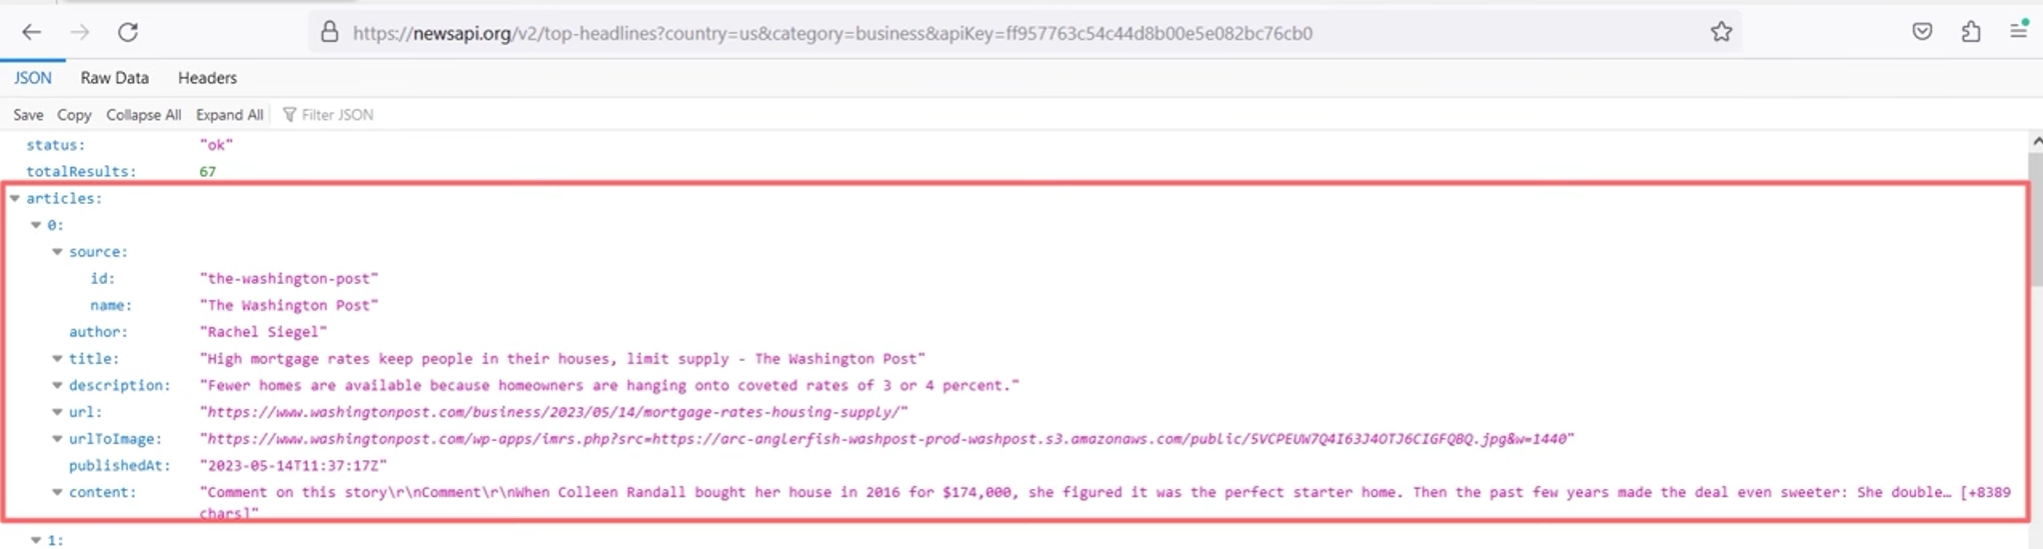 https://newsapi.org/v2/top-headlines?country=us&category=business&apiKey=ff957763c54c44d8b00e5e082bc76cb0
JSON Raw Data Headers
Save Copy Collapse All Expand All Filter JSON
status: "ok"
totalResults: 67
articles:
0:
source:
id: "the-washington-post"
name: "The Washington Post"
author: "Rachel Siegel"
title: "High mortgage rates keep people in their houses, limit supply - The Washington Post"
description: "Fewer homes are available because homeowners are hanging onto coveted rates of 3 or 4 percent."
url: "https://www.washingtonpost.com/business/2023/05/14/mortgage-rates-housing-supply/"
urlToImage: "https://www.washingtonpost.com/wp-apps/imrs.php?src=https://arc-anglerfish-washpost-prod-washpost.s3.amazonaws.com/public/5VCPEUW7Q4I63J4OTJ6CIGFQBQ.jpg&w=1440"
publishedAt: "2023-05-14T11:37:17Z"
content: "Comment on this story\r\nComment\r\nWhen Colleen Randall bought her house in 2016 for $174,000, she figured it was the perfect starter home. Then the past few years made the deal even sweeter: She double… [+8389
chars]"
1: